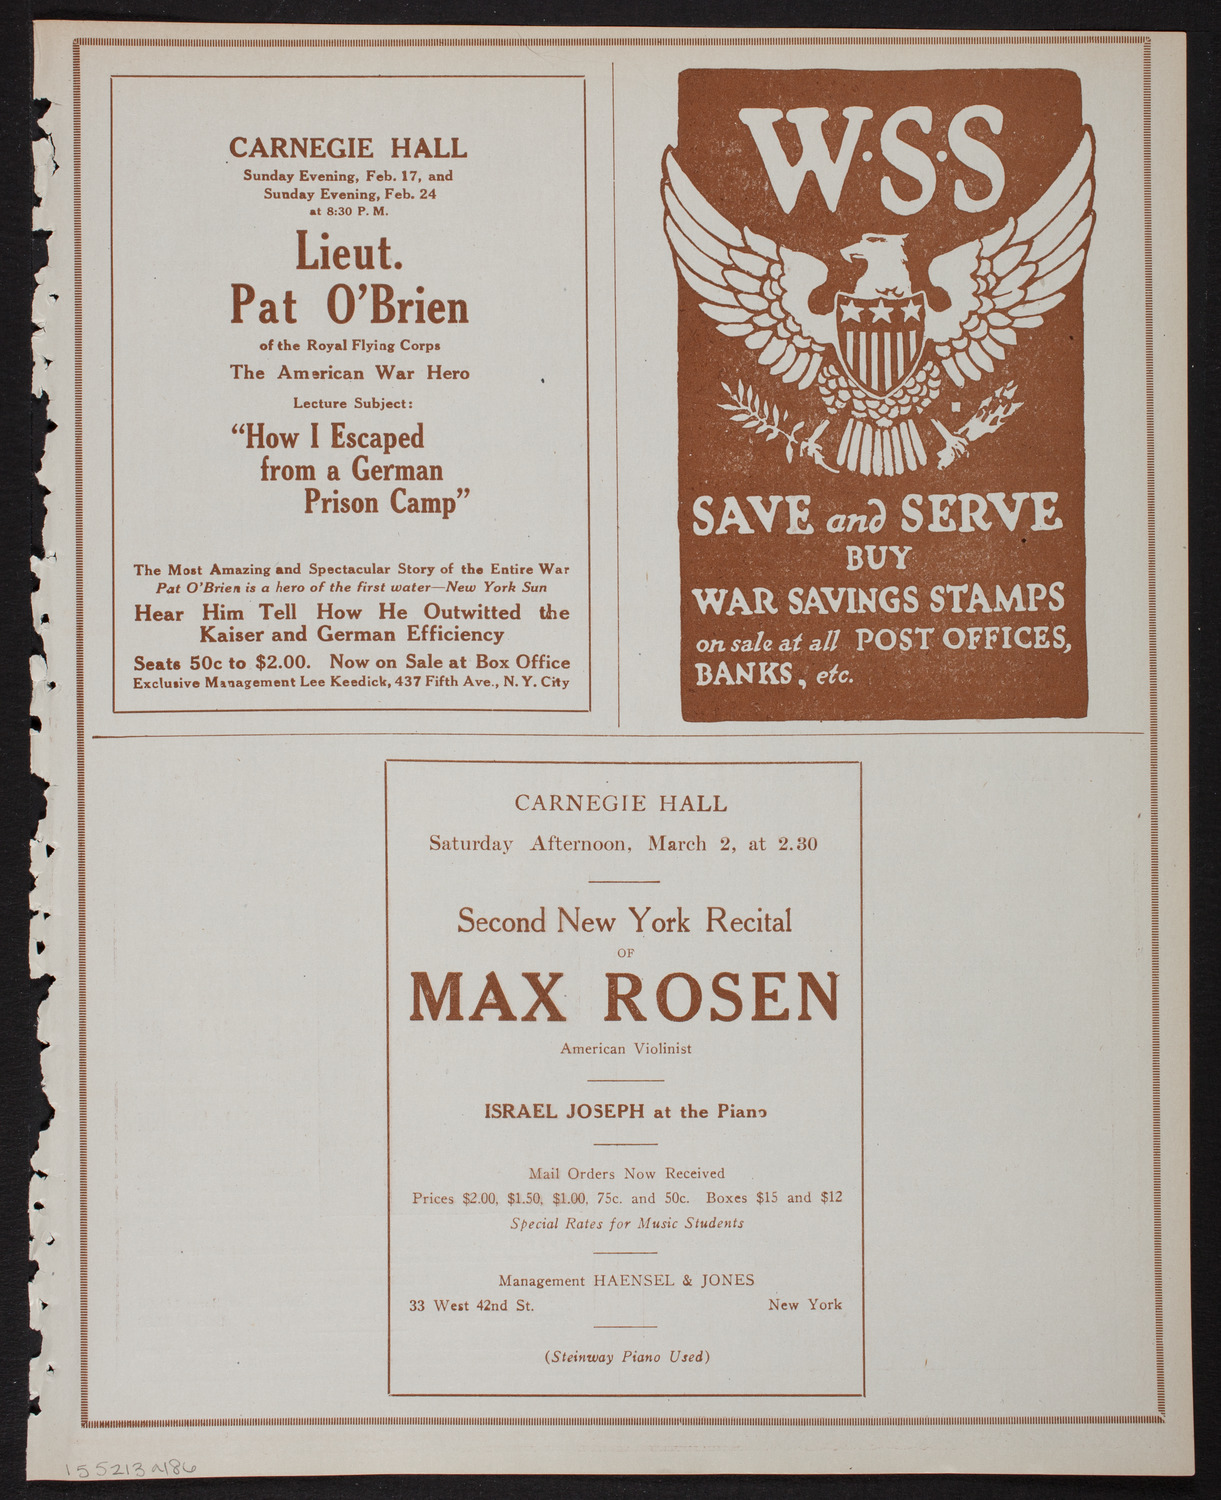 CARNEGIE HALL
Sunday Evening, Feb. 17, and
Sunday Evening, Feb. 24
at 8:30 P. M.
Lieut.
Pat O'Brien
of the Royal Flying Corps
The American War Hero
Lecture Subject:
"How I Escaped
from a German
Prison Camp"
The Most Amazing and Spectacular Story of the Entire War
Pat O'Brien is a hero of the first water—New York Sun
Hear Him Tell How He Outwitted the
Kaiser and German Efficiency
Seats 50c to $2.00. Now on Sale at Box Office
Exclusive Management Lee Keedick, 437 Fifth Ave., N. Y. City
W·S·S
SAVE and SERVE
BUY
WAR SAVINGS STAMPS
on sale at all POST OFFICES,
BANKS, etc.
CARNEGIE HALL
Saturday Afternoon, March 2, at 2.30
Second New York Recital
OF
MAX ROSEN
American Violinist
ISRAEL JOSEPH at the Piano
Mail Orders Now Received
Prices $2.00, $1.50, $1.00, 75c. and 50c. Boxes $15 and $12
Special Rates for Music Students
Management HAENSEL & JONES
33 West 42nd St. New York
(Steinway Piano Used)